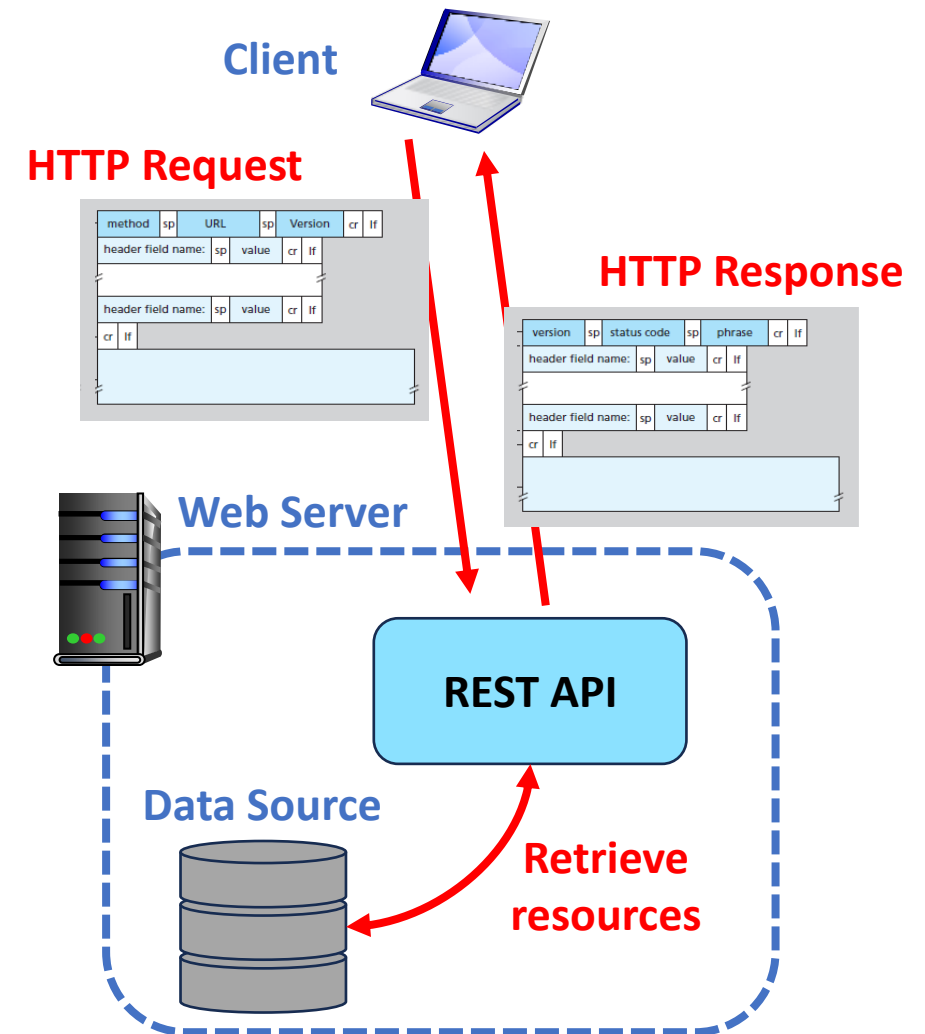 Client
HTTP Request
method sp URL sp Version cr lf
header field name: sp value cr lf
header field name: sp value cr lf
cr lf
HTTP Response
version sp status code sp phrase cr lf
header field name: sp value cr lf
header field name: sp value cr lf
cr lf
Web Server
REST API
Data Source
Retrieve
resources